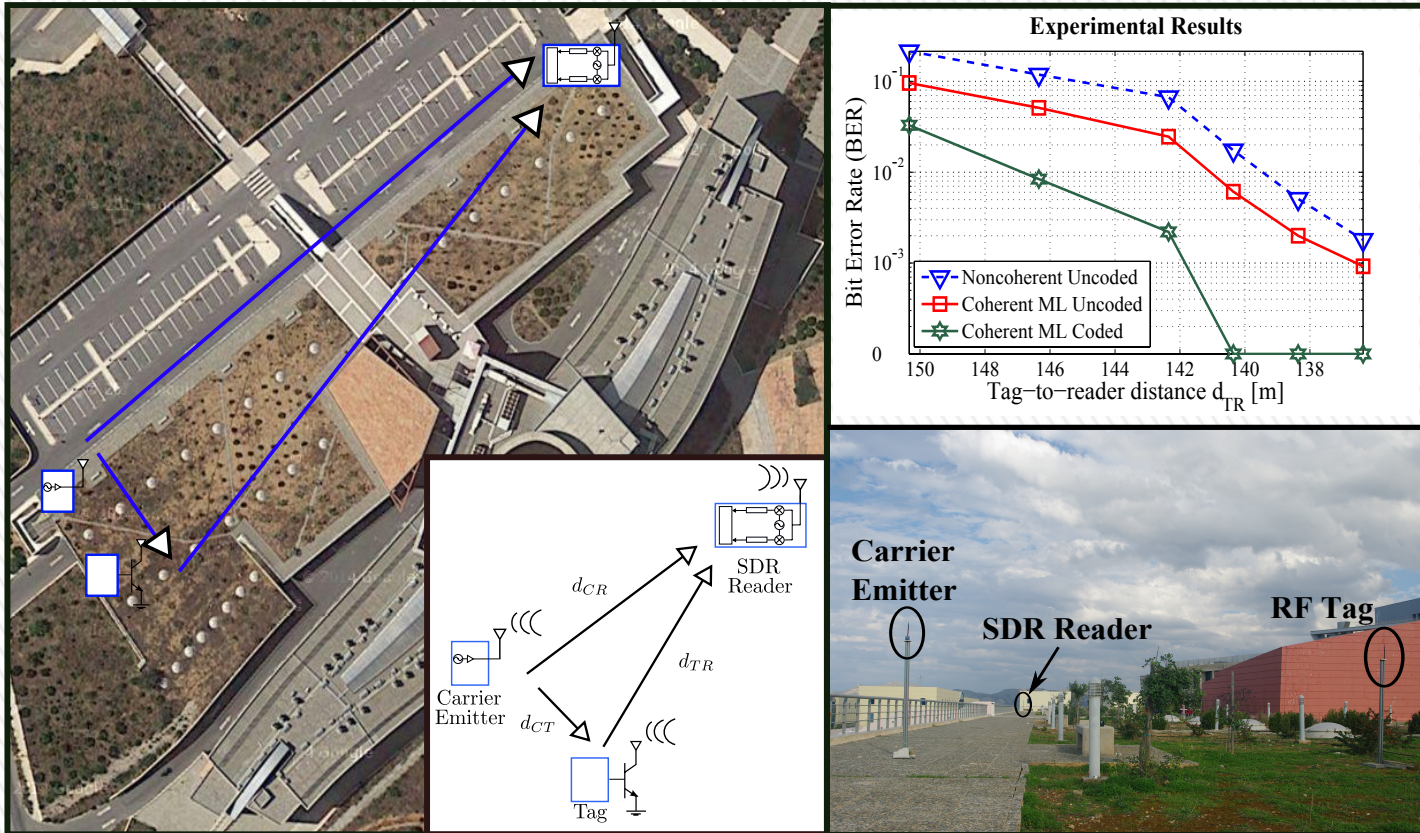 Experimental Results
Bit Error Rate (BER)
10^-1
10^-2
10^-3
0
Noncoherent Uncoded
Coherent ML Uncoded
Coherent ML Coded
150 148 146 144 142 140 138
Tag−to−reader distance d_TR [m]
SDR
Reader
d_CR
d_TR
Carrier
Emitter
d_CT
Tag
Carrier
Emitter
SDR Reader
RF Tag